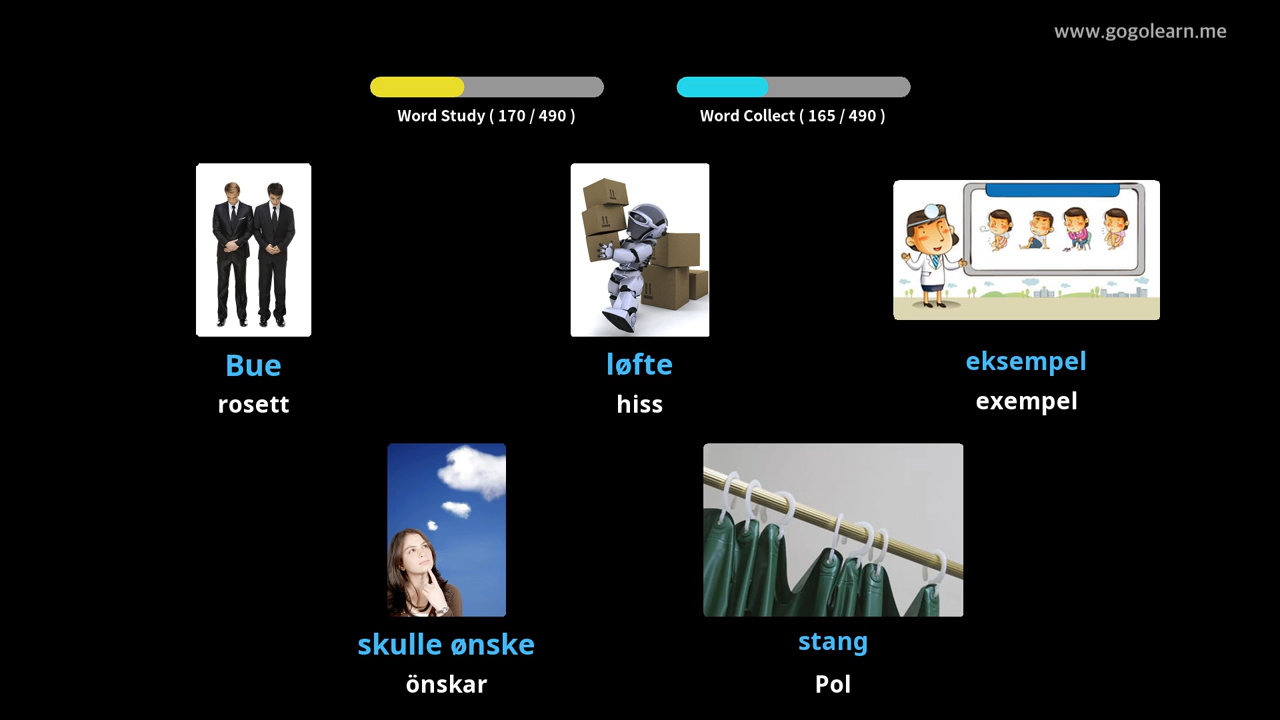 www.gogolearn.me
Word Study ( 170 / 490 )
Word Collect ( 165 / 490 )
Bue
rosett
løfte
hiss
eksempel
exempel
skulle ønske
önskar
stang
Pol